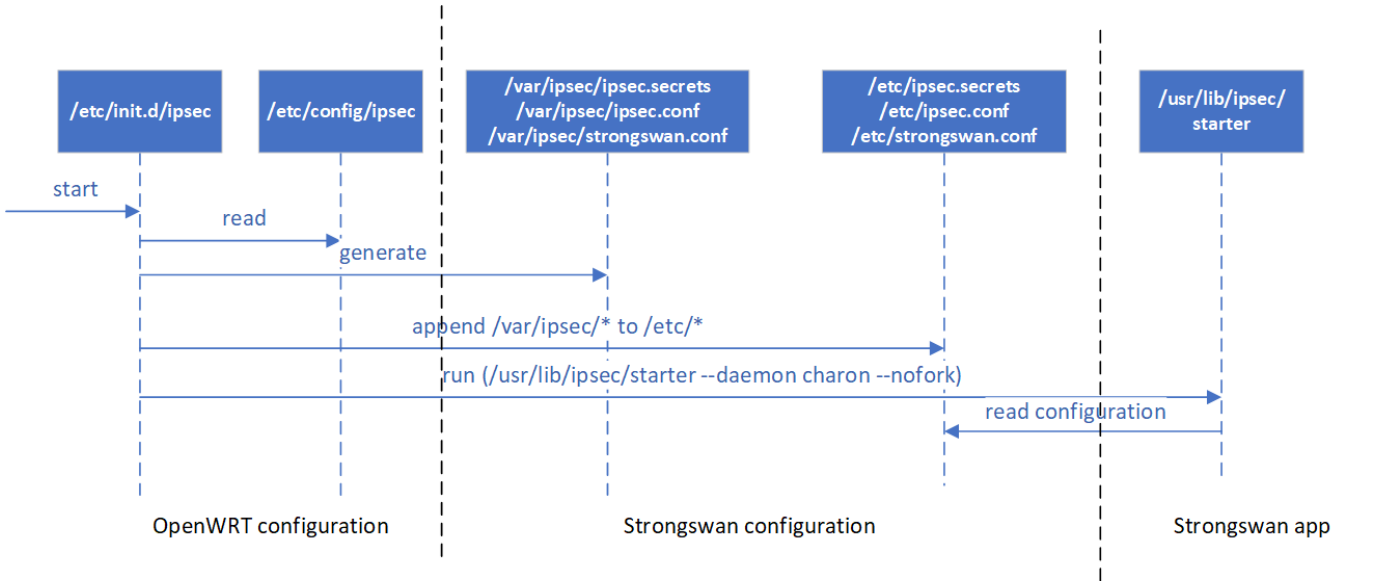 /etc/init.d/ipsec
/etc/config/ipsec
/var/ipsec/ipsec.secrets
/var/ipsec/ipsec.conf
/var/ipsec/strongswan.conf
/etc/ipsec.secrets
/etc/ipsec.conf
/etc/strongswan.conf
/usr/lib/ipsec/
starter
start
read
generate
append /var/ipsec/* to /etc/*
run (/usr/lib/ipsec/starter --daemon charon --nofork)
read configuration
OpenWRT configuration
Strongswan configuration
Strongswan app